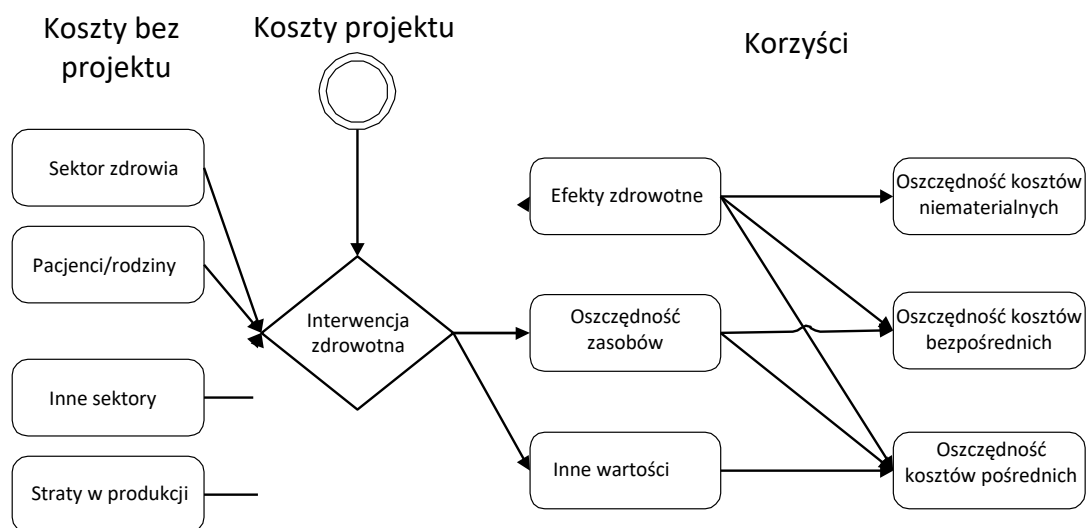 Koszty bez
projektu
Koszty projektu
Korzyści
Sektor zdrowia
Pacjenci/rodziny
Inne sektory
Straty w produkcji
Interwencja
zdrowotna
Efekty zdrowotne
Oszczędność
zasobów
Inne wartości
Oszczędność kosztów
niematerialnych
Oszczędność kosztów
bezpośrednich
Oszczędność
kosztów pośrednich